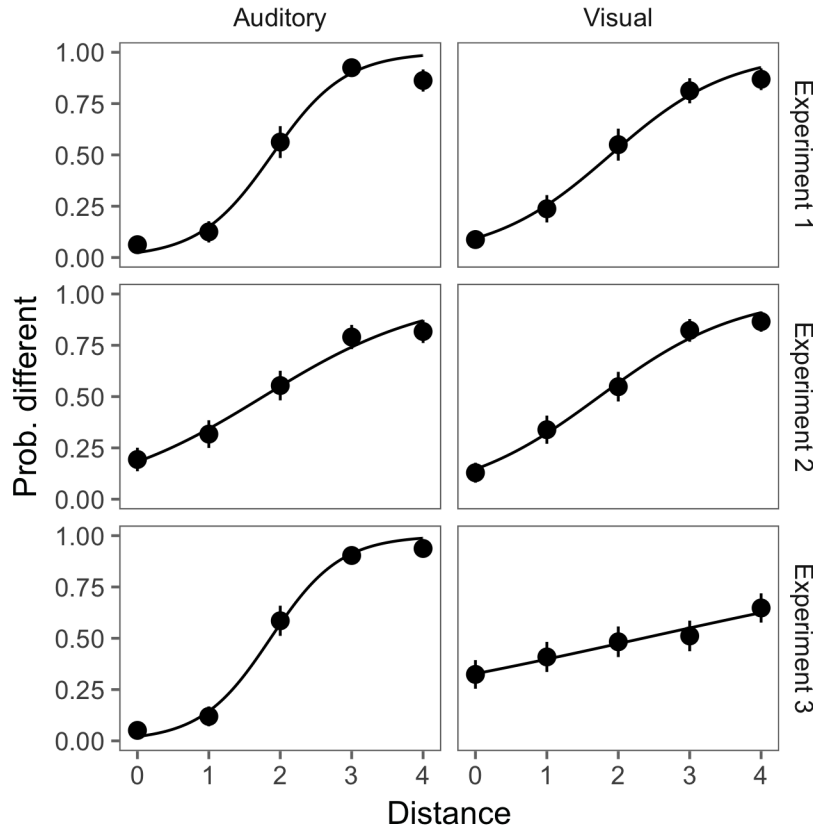 Auditory
Visual
Prob. different
1.00
0.75
0.50
0.25
0.00
Experiment 1
1.00
0.75
0.50
0.25
0.00
Experiment 2
1.00
0.75
0.50
0.25
0.00
Experiment 3
0 1 2 3 4
0 1 2 3 4
Distance